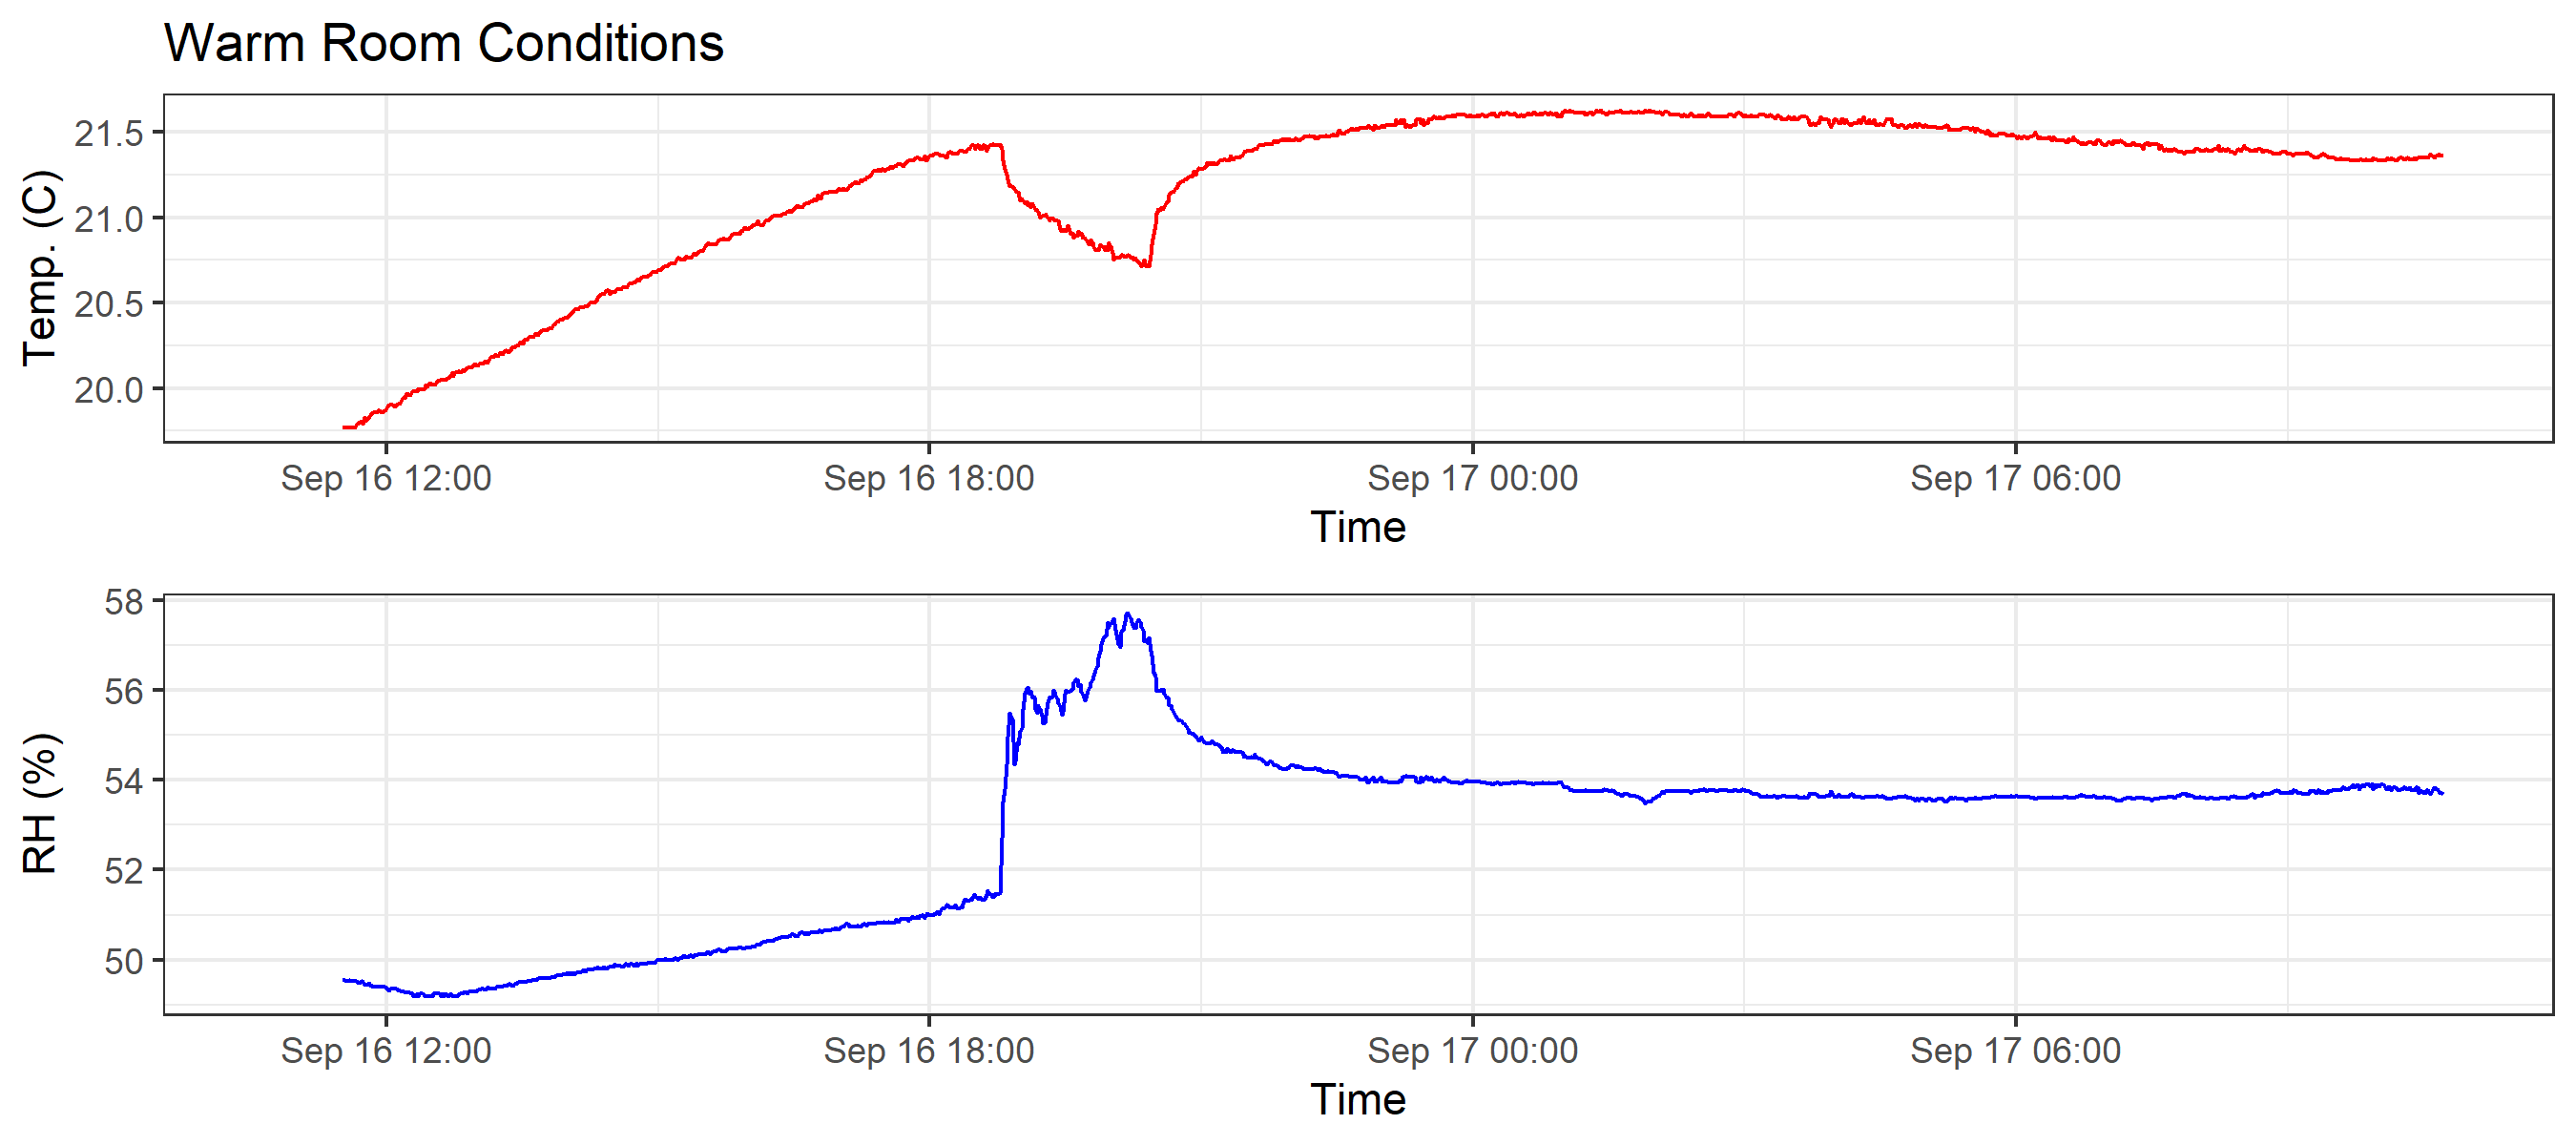 Warm Room Conditions
Temp. (C)
21.5
21.0
20.5
20.0
Sep 16 12:00 Sep 16 18:00 Sep 17 00:00 Sep 17 06:00
Time
RH (%)
58
56
54
52
50
Sep 16 12:00 Sep 16 18:00 Sep 17 00:00 Sep 17 06:00
Time